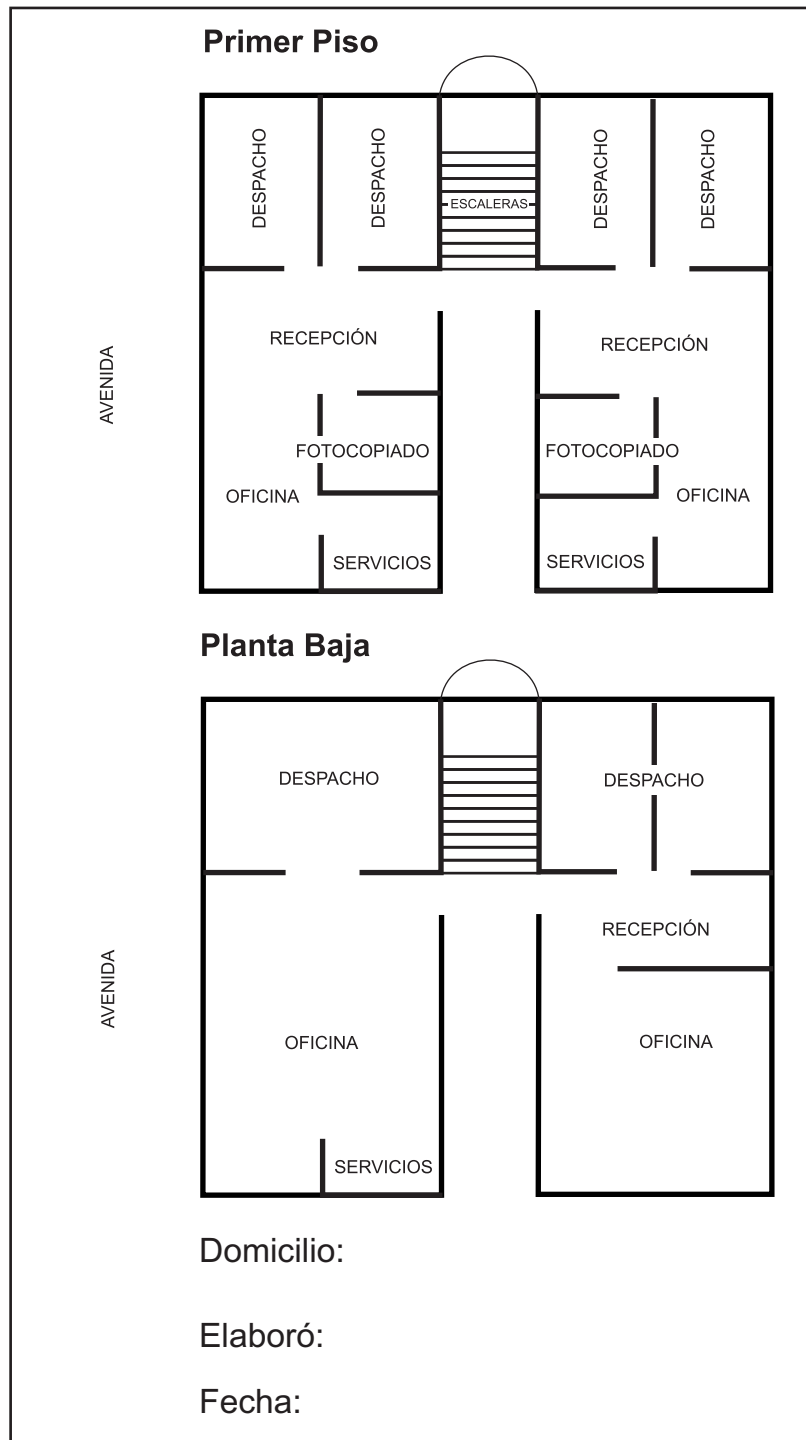 Primer Piso
DESPACHO
DESPACHO
ESCALERAS
DESPACHO
DESPACHO
AVENIDA
RECEPCIÓN
RECEPCIÓN
FOTOCOPIADO
FOTOCOPIADO
OFICINA
OFICINA
SERVICIOS
SERVICIOS
Planta Baja
DESPACHO
DESPACHO
AVENIDA
RECEPCIÓN
OFICINA
OFICINA
SERVICIOS
Domicilio:
Elaboró:
Fecha: